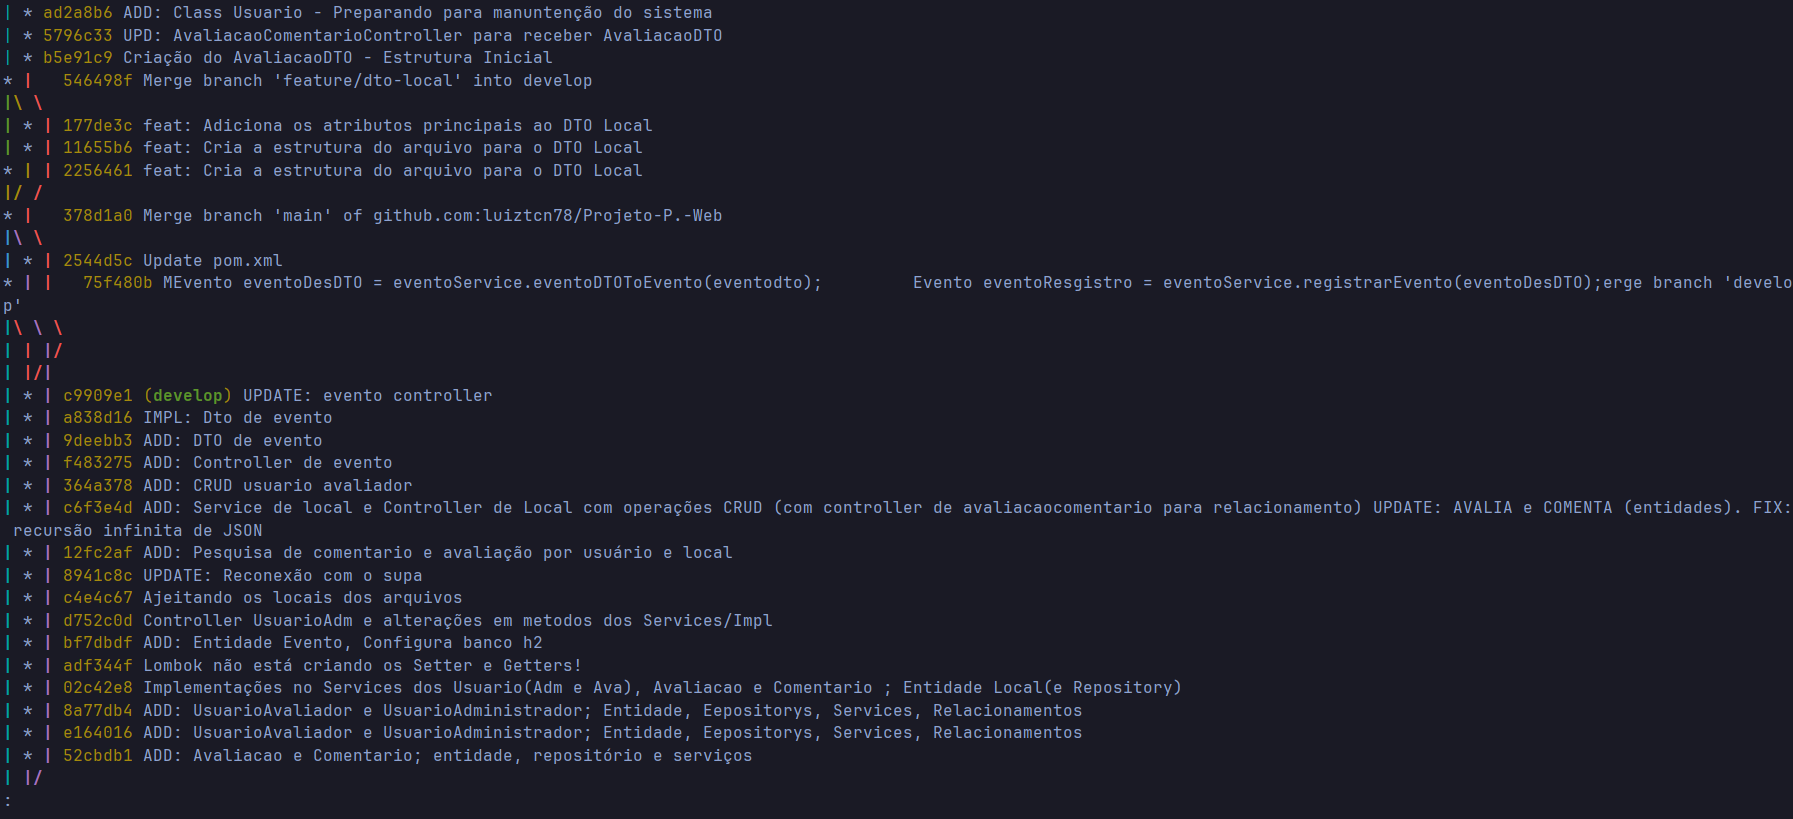 | * ad2a8b6 ADD: Class Usuario - Preparando para manuntenção do sistema
| * 5796c33 UPD: AvaliacaoComentarioController para receber AvaliacaoDTO
| * b5e91c9 Criação do AvaliacaoDTO - Estrutura Inicial
* |   546498f Merge branch 'feature/dto-local' into develop
|\ \
| * | 177de3c feat: Adiciona os atributos principais ao DTO Local
| * | 11655b6 feat: Cria a estrutura do arquivo para o DTO Local
* | | 2256461 feat: Cria a estrutura do arquivo para o DTO Local
|/ /
* |   378d1a0 Merge branch 'main' of github.com:luiztcn78/Projeto-P.-Web
|\ \
| * | 2544d5c Update pom.xml
* | |   75f480b MEvento eventoDesDTO = eventoService.eventoDTOToEvento(eventodto);         Evento eventoResgistro = eventoService.registrarEvento(eventoDesDTO);erge branch 'develo
p'
|\ \ \
| | |/
| |/|
| * | c9909e1 (develop) UPDATE: evento controller
| * | a838d16 IMPL: Dto de evento
| * | 9deebb3 ADD: DTO de evento
| * | f483275 ADD: Controller de evento
| * | 364a378 ADD: CRUD usuario avaliador
| * | c6f3e4d ADD: Service de local e Controller de Local com operações CRUD (com controller de avaliacaocomentario para relacionamento) UPDATE: AVALIA e COMENTA (entidades). FIX:
 recursão infinita de JSON
| * | 12fc2af ADD: Pesquisa de comentario e avaliação por usuário e local
| * | 8941c8c UPDATE: Reconexão com o supa
| * | c4e4c67 Ajeitando os locais dos arquivos
| * | d752c0d Controller UsuarioAdm e alterações em metodos dos Services/Impl
| * | bf7dbdf ADD: Entidade Evento, Configura banco h2
| * | adf344f Lombok não está criando os Setter e Getters!
| * | 02c42e8 Implementações no Services dos Usuario(Adm e Ava), Avaliacao e Comentario ; Entidade Local(e Repository)
| * | 8a77db4 ADD: UsuarioAvaliador e UsuarioAdministrador; Entidade, Eepositorys, Services, Relacionamentos
| * | e164016 ADD: UsuarioAvaliador e UsuarioAdministrador; Entidade, Eepositorys, Services, Relacionamentos
| * | 52cbdb1 ADD: Avaliacao e Comentario; entidade, repositório e serviços
| |/
: